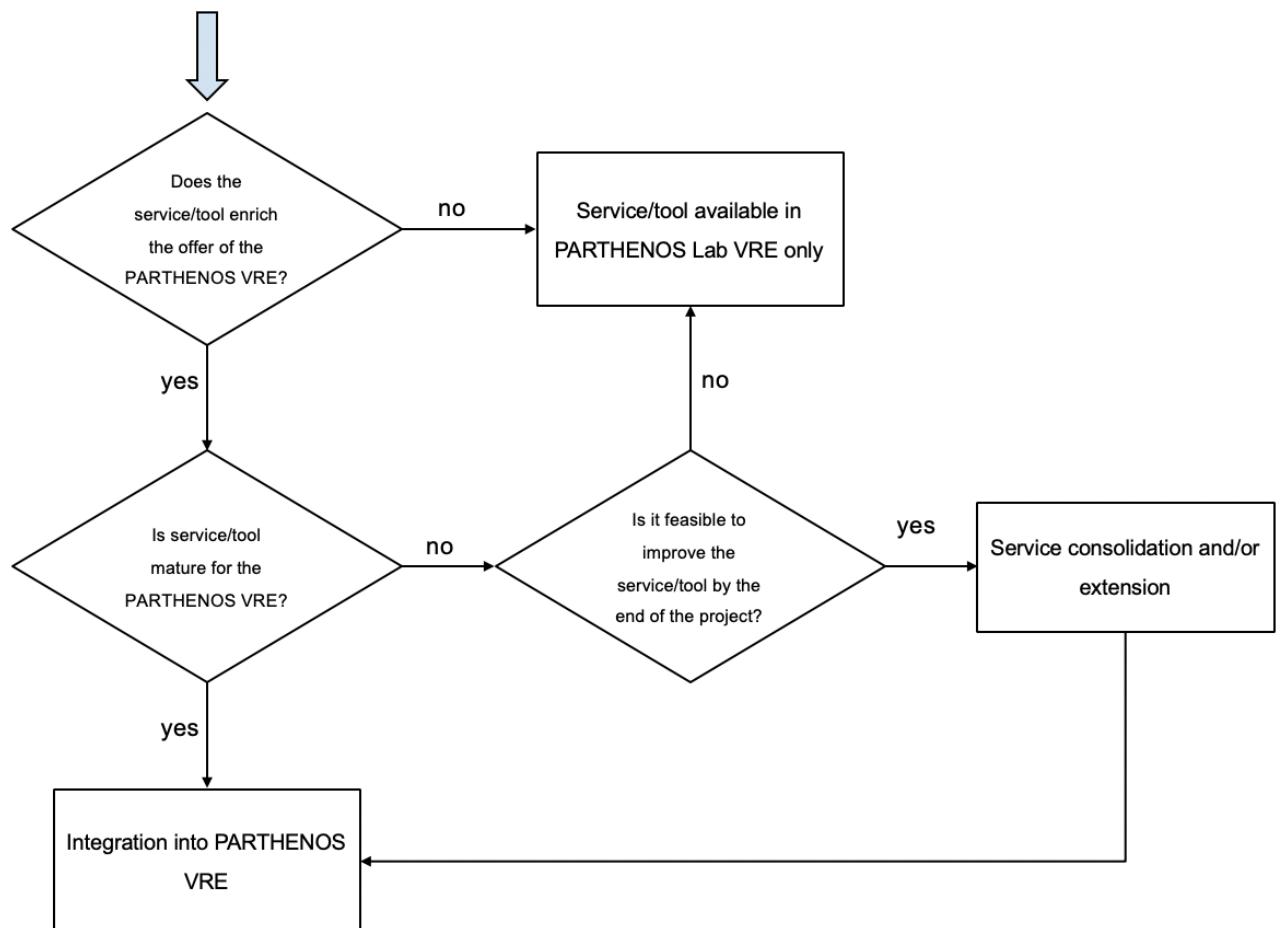 Does the
service/tool enrich
the offer of the
PARTHENOS VRE?
no
Service/tool available in
PARTHENOS Lab VRE only
yes
no
Is service/tool
mature for the
PARTHENOS VRE?
no
Is it feasible to
improve the
service/tool by the
end of the project?
yes
Service consolidation and/or
extension
yes
Integration into PARTHENOS
VRE